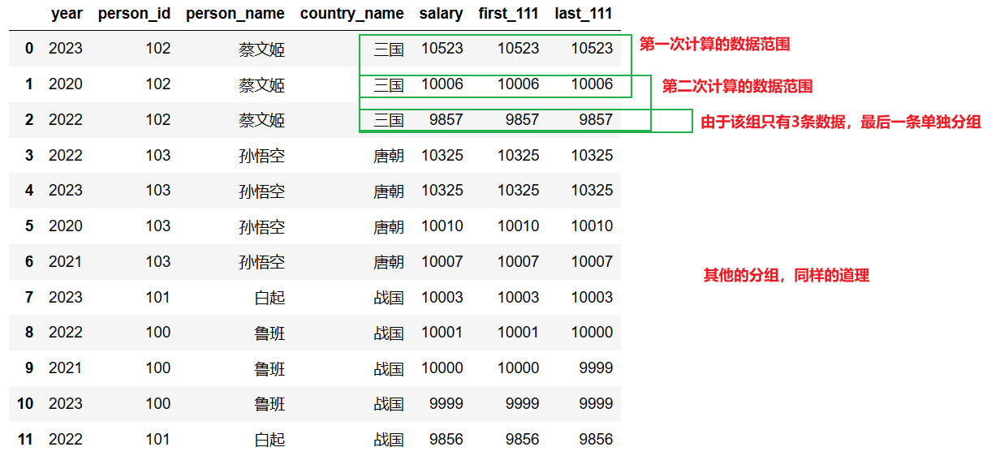 year person_id person_name country_name salary first_111 last_111
0 2023 102 蔡文姬 三国 10523 10523 10523 第一次计算的数据范围
1 2020 102 蔡文姬 三国 10006 10006 10006 第二次计算的数据范围
2 2022 102 蔡文姬 三国 9857 9857 9857 由于该组只有3条数据，最后一条单独分组
3 2022 103 孙悟空 唐朝 10325 10325 10325
4 2023 103 孙悟空 唐朝 10325 10325 10325
5 2020 103 孙悟空 唐朝 10010 10010 10010
6 2021 103 孙悟空 唐朝 10007 10007 10007
其他的分组，同样的道理
7 2023 101 白起 战国 10003 10003 10003
8 2022 100 鲁班 战国 10001 10001 10000
9 2021 100 鲁班 战国 10000 10000 9999
10 2023 100 鲁班 战国 9999 9999 9999
11 2022 101 白起 战国 9856 9856 9856